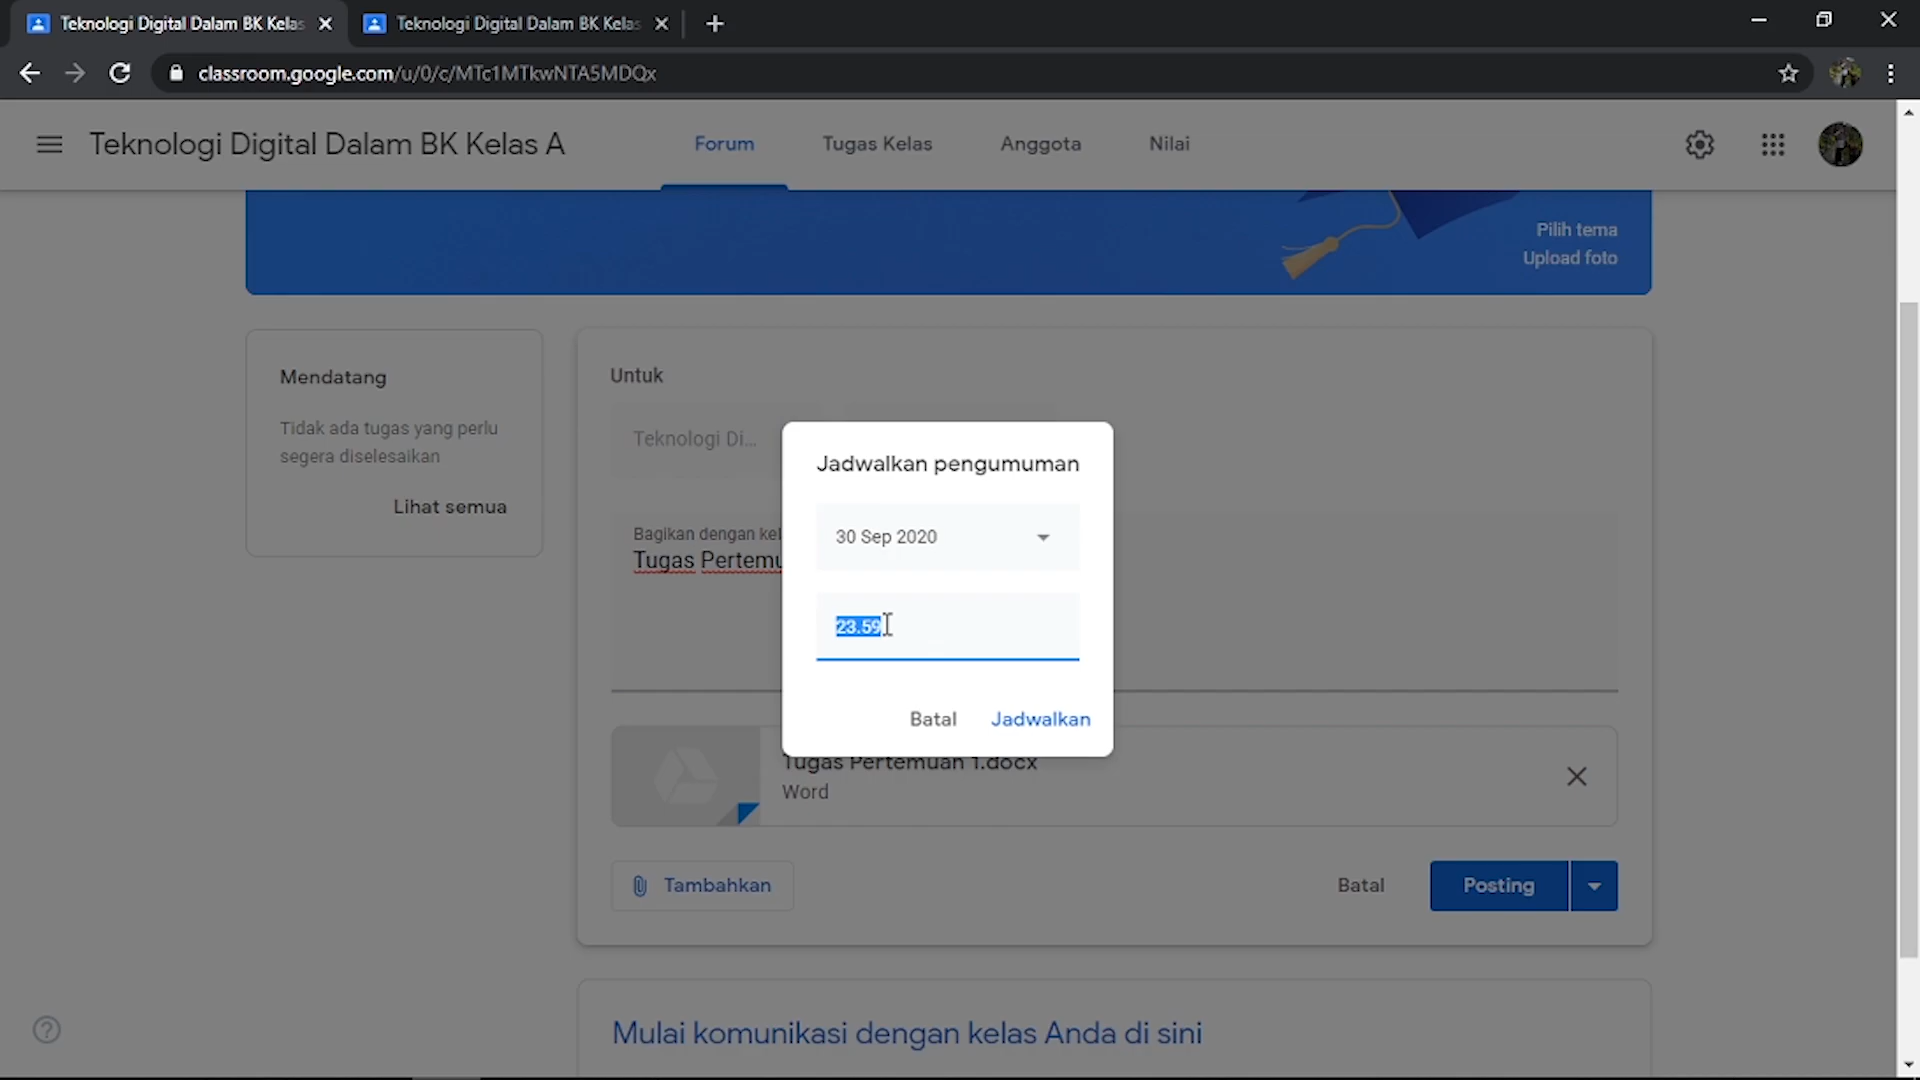 Teknologi Digital Dalam BK Kelas
Teknologi Digital Dalam BK Kelas
classroom.google.com/u/0/c/MTc1MTkwNTA5MDQx
Teknologi Digital Dalam BK Kelas A
Forum
Tugas Kelas
Anggota
Nilai
Pilih tema
Upload foto
Mendatang
Tidak ada tugas yang perlu
segera diselesaikan
Lihat semua
Untuk
Teknologi Di...
Bagikan dengan kel
Tugas Pertemu
Jadwalkan pengumuman
30 Sep 2020
23.59
Batal
Jadwalkan
Tugas Pertemuan 1.docx
Word
Tambahkan
Batal
Posting
Mulai komunikasi dengan kelas Anda di sini